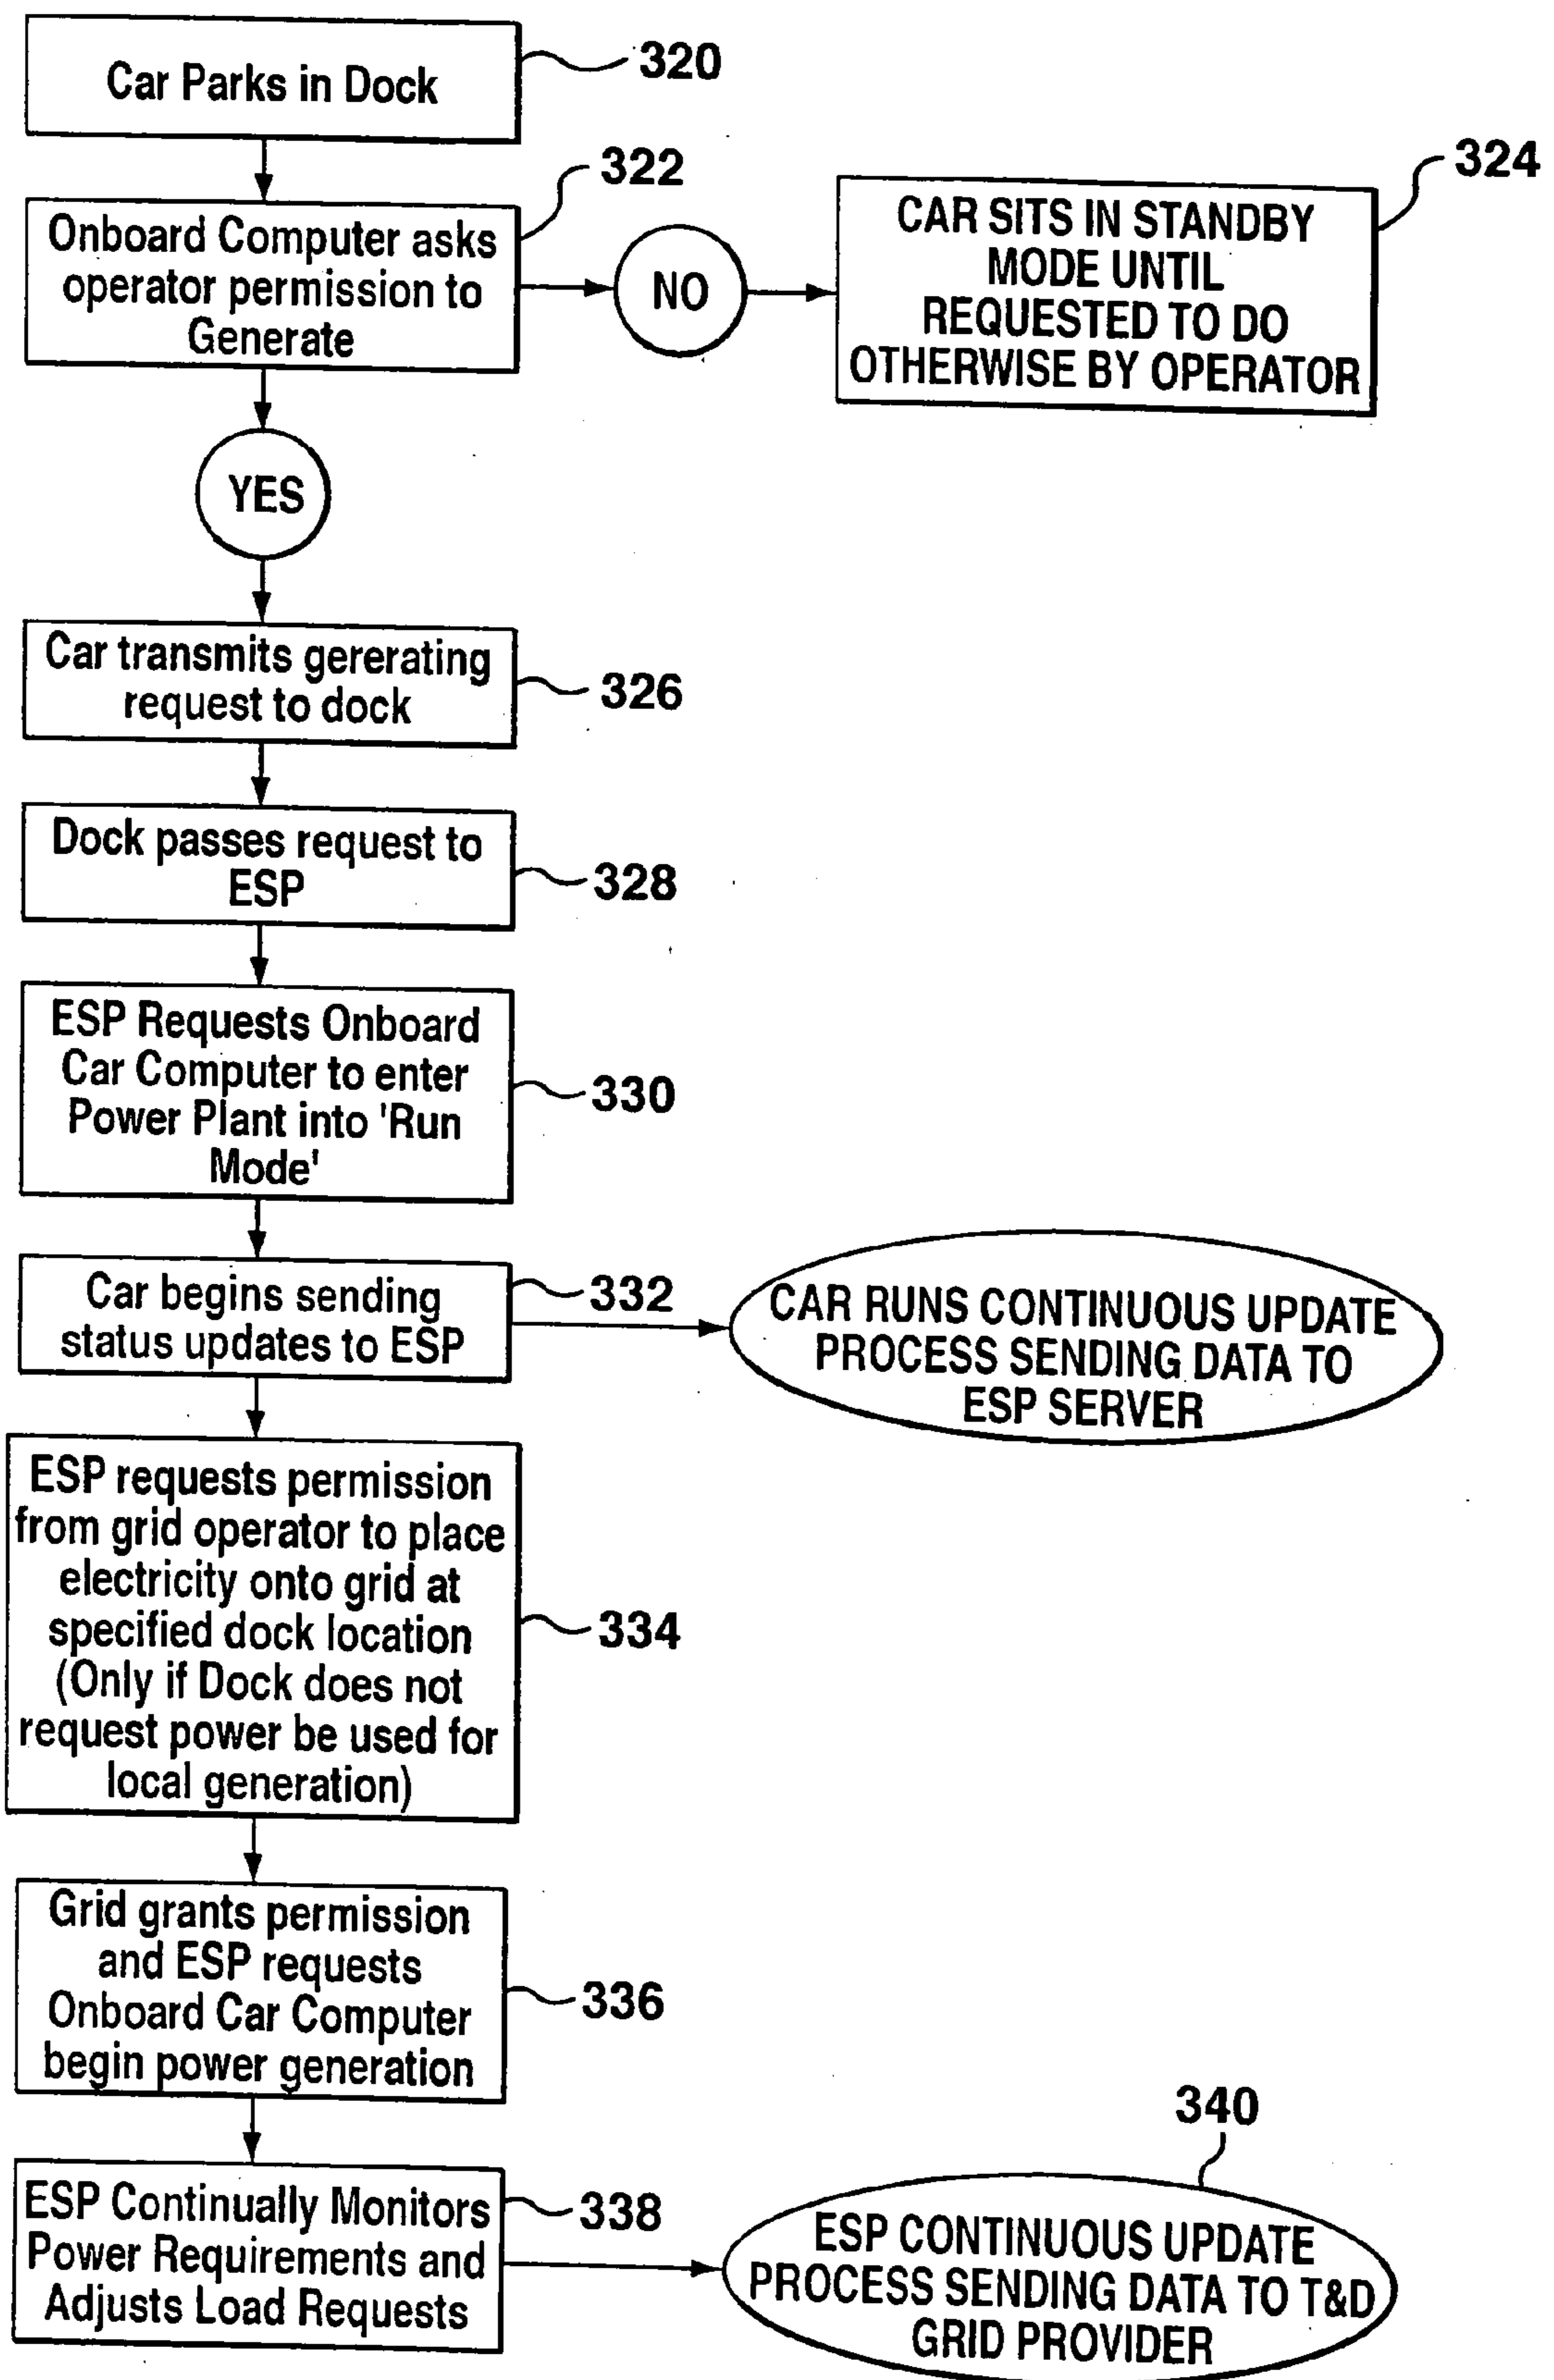 Car Parks in Dock
320
322
Onboard Computer asks
operator permission to
Generate
NO
324
CAR SITS IN STANDBY
MODE UNTIL
REQUESTED TO DO
OTHERWISE BY OPERATOR
YES
Car transmits gererating
request to dock
326
Dock passes request to
ESP
328
ESP Requests Onboard
Car Computer to enter
Power Plant into 'Run
Mode'
330
Car begins sending
status updates to ESP
332
CAR RUNS CONTINUOUS UPDATE
PROCESS SENDING DATA TO
ESP SERVER
ESP requests permission
from grid operator to place
electricity onto grid at
specified dock location
(Only if Dock does not
request power be used for
local generation)
334
Grid grants permission
and ESP requests
Onboard Car Computer
begin power generation
336
ESP Continually Monitors
Power Requirements and
Adjusts Load Requests
338
340
ESP CONTINUOUS UPDATE
PROCESS SENDING DATA TO T&D
GRID PROVIDER